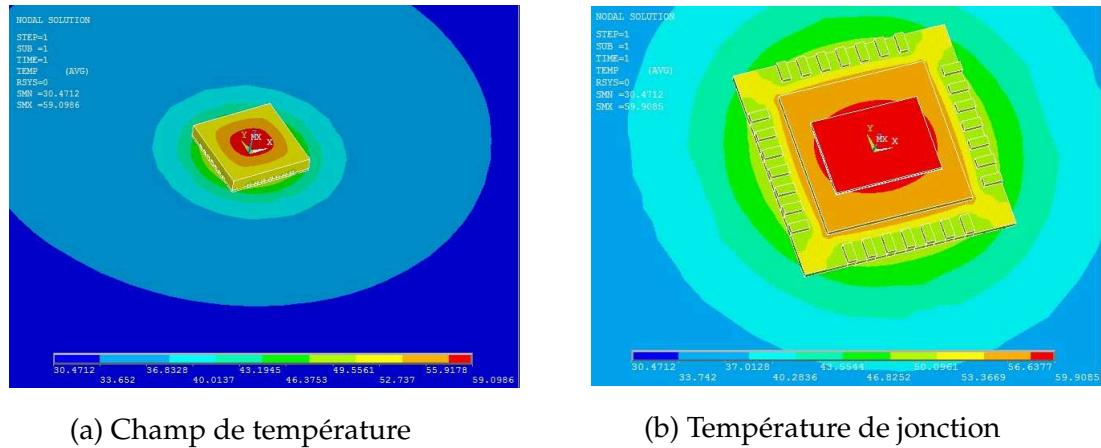 NODAL SOLUTION
STEP=1
SUB =1
TIME=1
TEMP (AVG)
RSYS=0
SMN =30.4712
SMX =59.0986
Y
MX
X
30.4712 36.8328 43.1945 49.5561 55.9178
33.652 40.0137 46.3753 52.737 59.0986
(a) Champ de température
NODAL SOLUTION
STEP=1
SUB =1
TIME=1
TEMP (AVG)
RSYS=0
SMN =30.4712
SMX =59.9085
Y
MX
X
30.4712 37.0128 43.5544 50.0961 56.6377
33.742 40.2836 46.8252 53.3669 59.9085
(b) Température de jonction